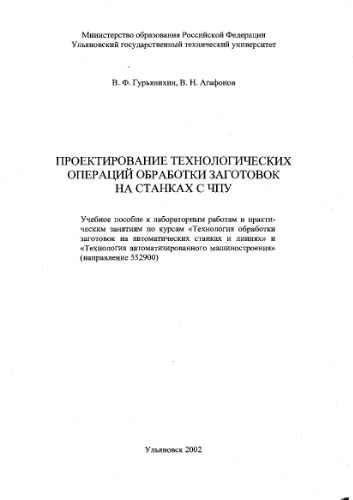 Министерство образования Российской Федерации
Ульяновский государственный технический университет
В. Ф. Гурьянихин, В. Н. Агафонов
ПРОЕКТИРОВАНИЕ ТЕХНОЛОГИЧЕСКИХ
ОПЕРАЦИЙ ОБРАБОТКИ ЗАГОТОВОК
НА СТАНКАХ С ЧПУ
Учебное пособие к лабораторным работам и практи-
ческим занятиям по курсам «Технология обработки
заготовок на автоматических станках и линиях» и
«Технология автоматизированного машиностроения»
(направление 552900)
Ульяновск 2002